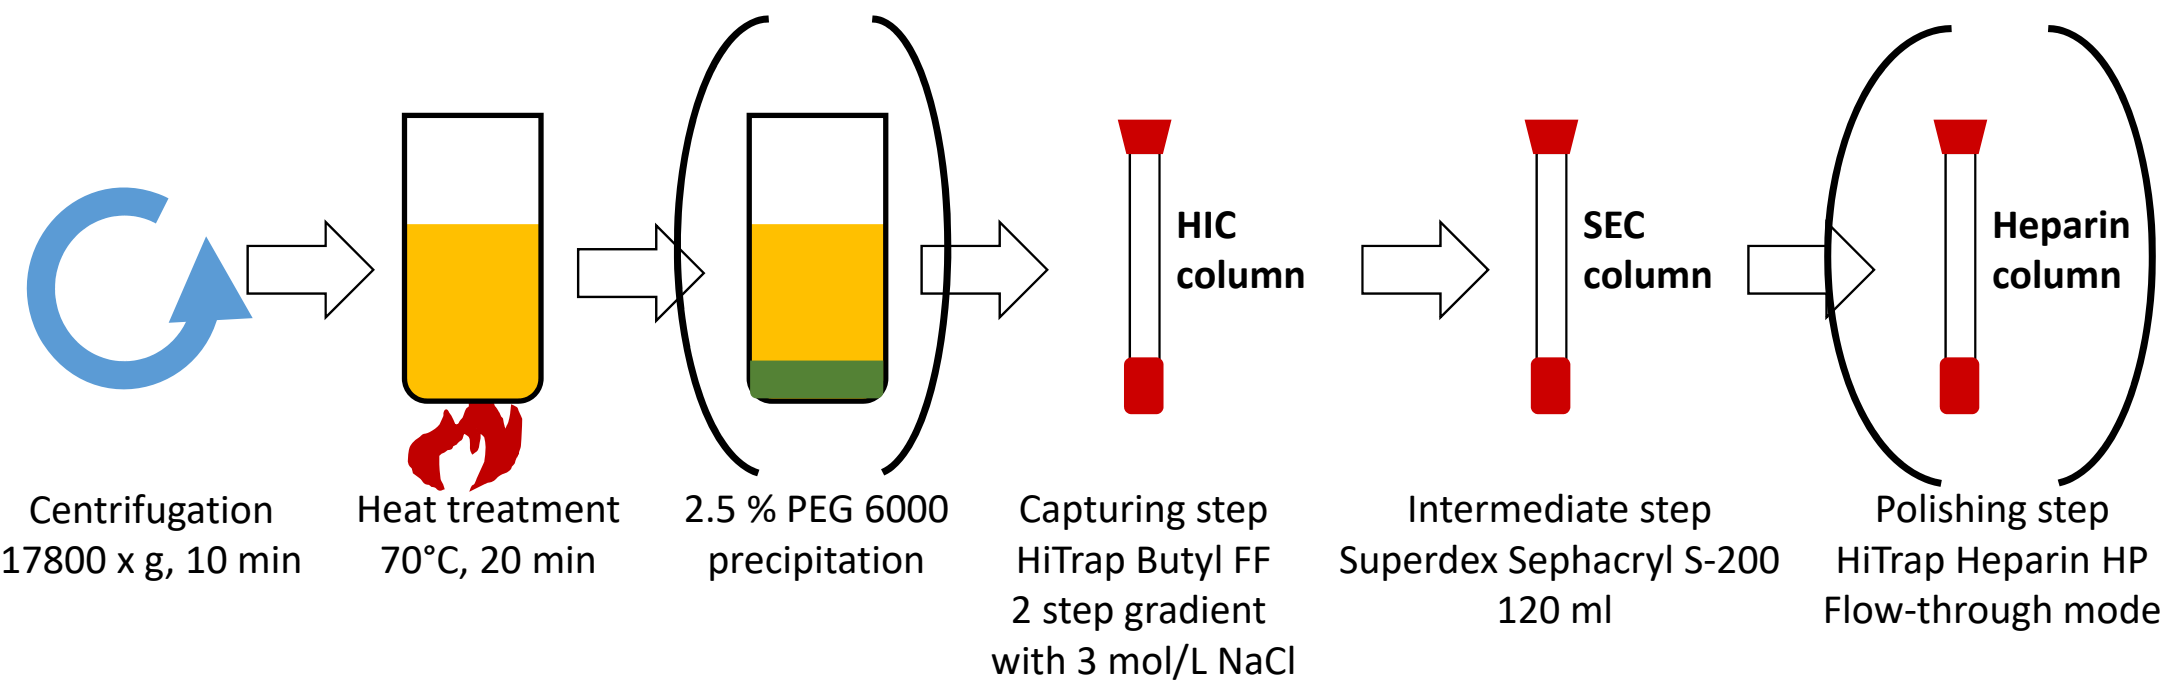 HIC
column
SEC
column
Heparin
column
Centrifugation
17800 x g, 10 min
Heat treatment
70°C, 20 min
2.5 % PEG 6000
precipitation
Capturing step
HiTrap Butyl FF
2 step gradient
with 3 mol/L NaCl
Intermediate step
Superdex Sephacryl S-200
120 ml
Polishing step
HiTrap Heparin HP
Flow-through mode